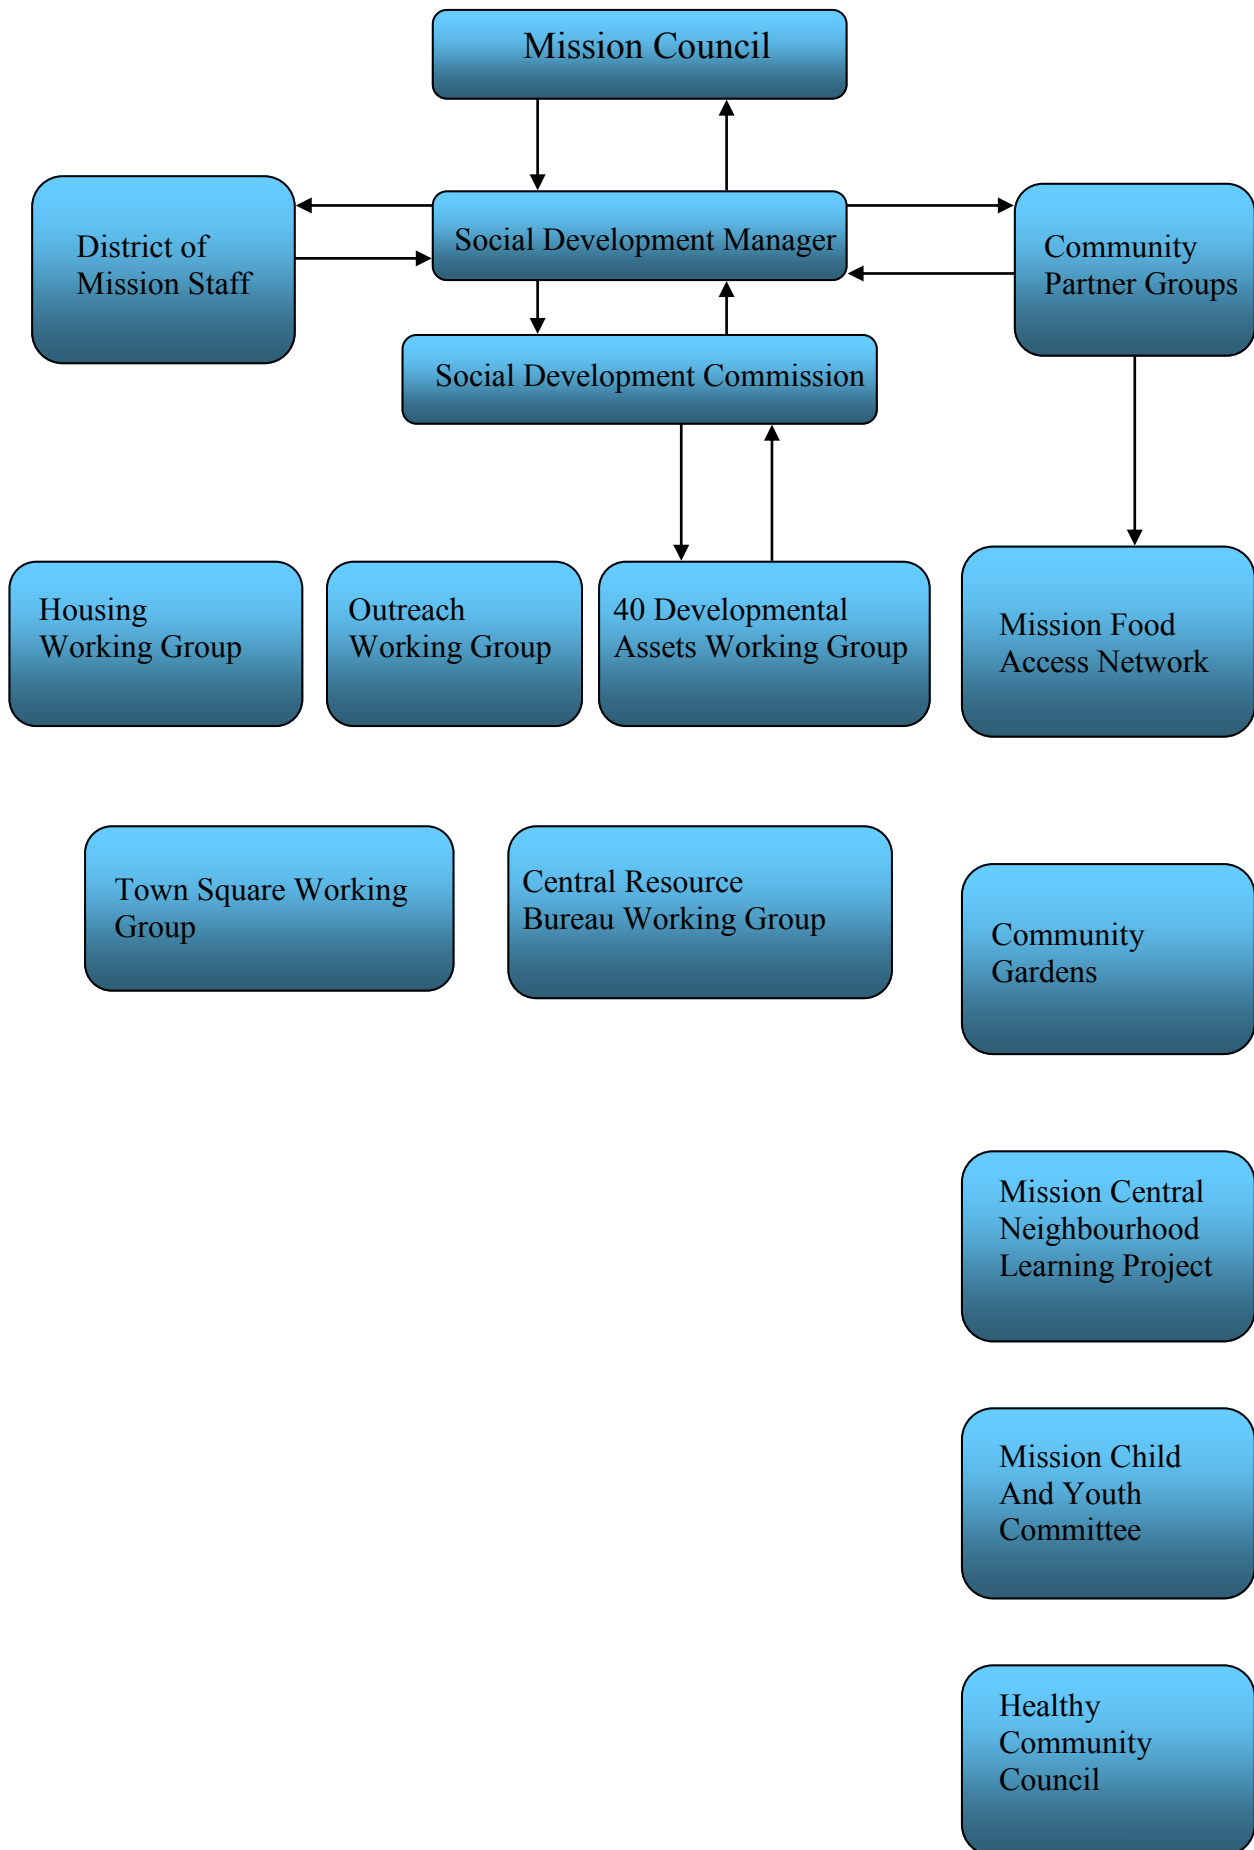 Mission Council
District of
Mission Staff
Social Development Manager
Community
Partner Groups
Social Development Commission
Housing
Working Group
Outreach
Working Group
40 Developmental
Assets Working Group
Mission Food
Access Network
Town Square Working
Group
Central Resource
Bureau Working Group
Community
Gardens
Mission Central
Neighbourhood
Learning Project
Mission Child
And Youth
Committee
Healthy
Community
Council